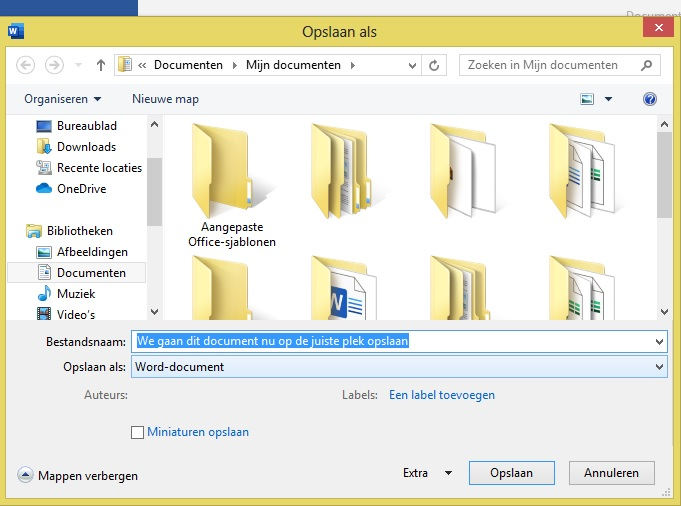 Document
Opslaan als
« Documenten Mijn documenten
Zoeken in Mijn documenten
Organiseren
Nieuwe map
Bureaublad
Downloads
Recente locaties
OneDrive
Bibliotheken
Afbeeldingen
Documenten
Muziek
Video's
Aangepaste
Office-sjablonen
W
Bestandsnaam: We gaan dit document nu op de juiste plek opslaan
Opslaan als: Word-document
Auteurs:
Labels: Een label toevoegen
Miniaturen opslaan
Mappen verbergen
Extra
Opslaan
Annuleren